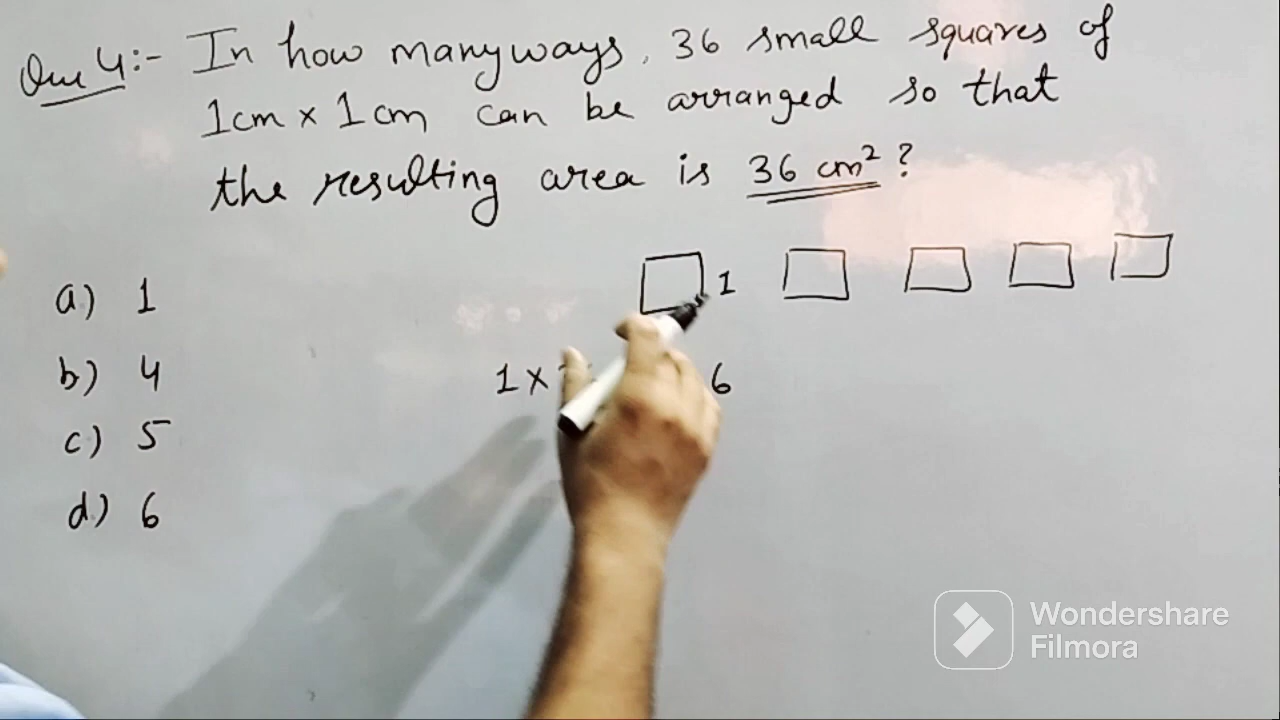 Que 4:- In how many ways, 36 small squares of
1cm x 1cm can be arranged so that
the resulting area is 36 cm² ?
a) 1
b) 4
c) 5
d) 6
1
1 x
6
Wondershare
Filmora